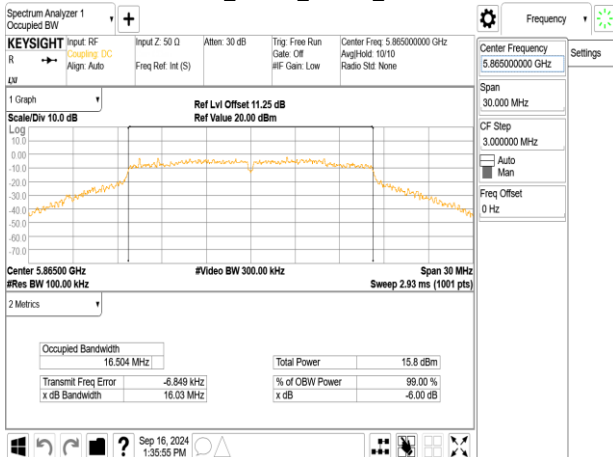 Spectrum Analyzer 1
Occupied BW
KEYSIGHT Input: RF
R Coupling: DC
Align: Auto
LXI
Input Z: 50 Ω
Freq Ref: Int (S)
Atten: 30 dB
Trig: Free Run
Gate: Off
#IF Gain: Low
Center Freq: 5.865000000 GHz
Avg|Hold: 10/10
Radio Std: None
1 Graph
Scale/Div 10.0 dB
Ref Lvl Offset 11.25 dB
Ref Value 20.00 dBm
Log
10.0
0.00
-10.0
-20.0
-30.0
-40.0
-50.0
-60.0
-70.0
Center 5.86500 GHz
#Res BW 100.00 kHz
#Video BW 300.00 kHz
Span 30 MHz
Sweep 2.93 ms (1001 pts)
2 Metrics
Occupied Bandwidth
16.504 MHz
Transmit Freq Error -6.849 kHz
x dB Bandwidth 16.03 MHz
Total Power 15.8 dBm
% of OBW Power 99.00 %
x dB -6.00 dB
?
Sep 16, 2024
1:35:55 PM
Frequency
Center Frequency
5.865000000 GHz
Span
30.000 MHz
CF Step
3.000000 MHz
Auto
Man
Freq Offset
0 Hz
Settings